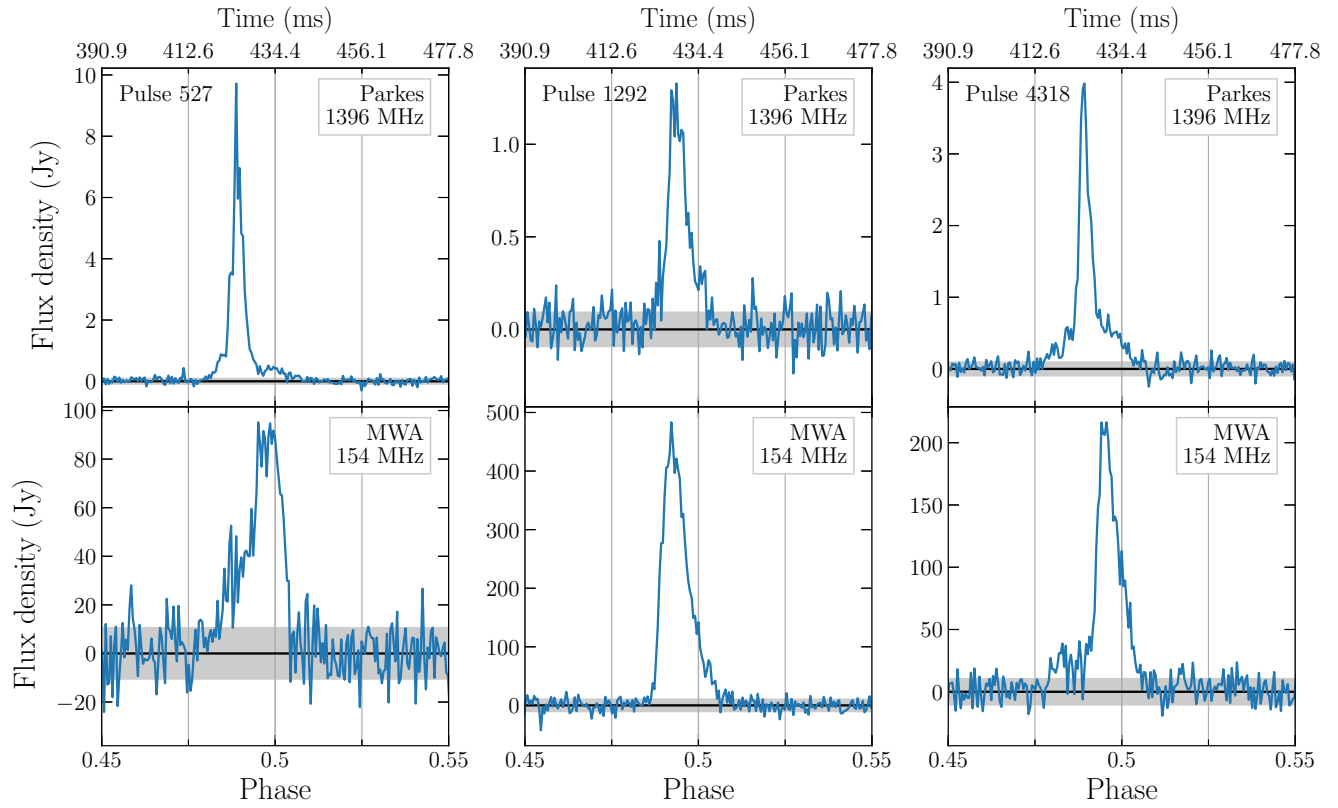 Time (ms)
Time (ms)
Time (ms)
390.9 412.6 434.4 456.1 477.8
390.9 412.6 434.4 456.1 477.8
390.9 412.6 434.4 456.1 477.8
Flux density (Jy)
10
8
6
4
2
0
Pulse 527
Parkes
1396 MHz
1.0
0.5
0.0
Pulse 1292
Parkes
1396 MHz
4
3
2
1
0
Pulse 4318
Parkes
1396 MHz
Flux density (Jy)
100
80
60
40
20
0
−20
MWA
154 MHz
500
400
300
200
100
0
MWA
154 MHz
200
150
100
50
0
MWA
154 MHz
0.45 0.5 0.55
0.5 0.55
0.5 0.55
Phase
Phase
Phase